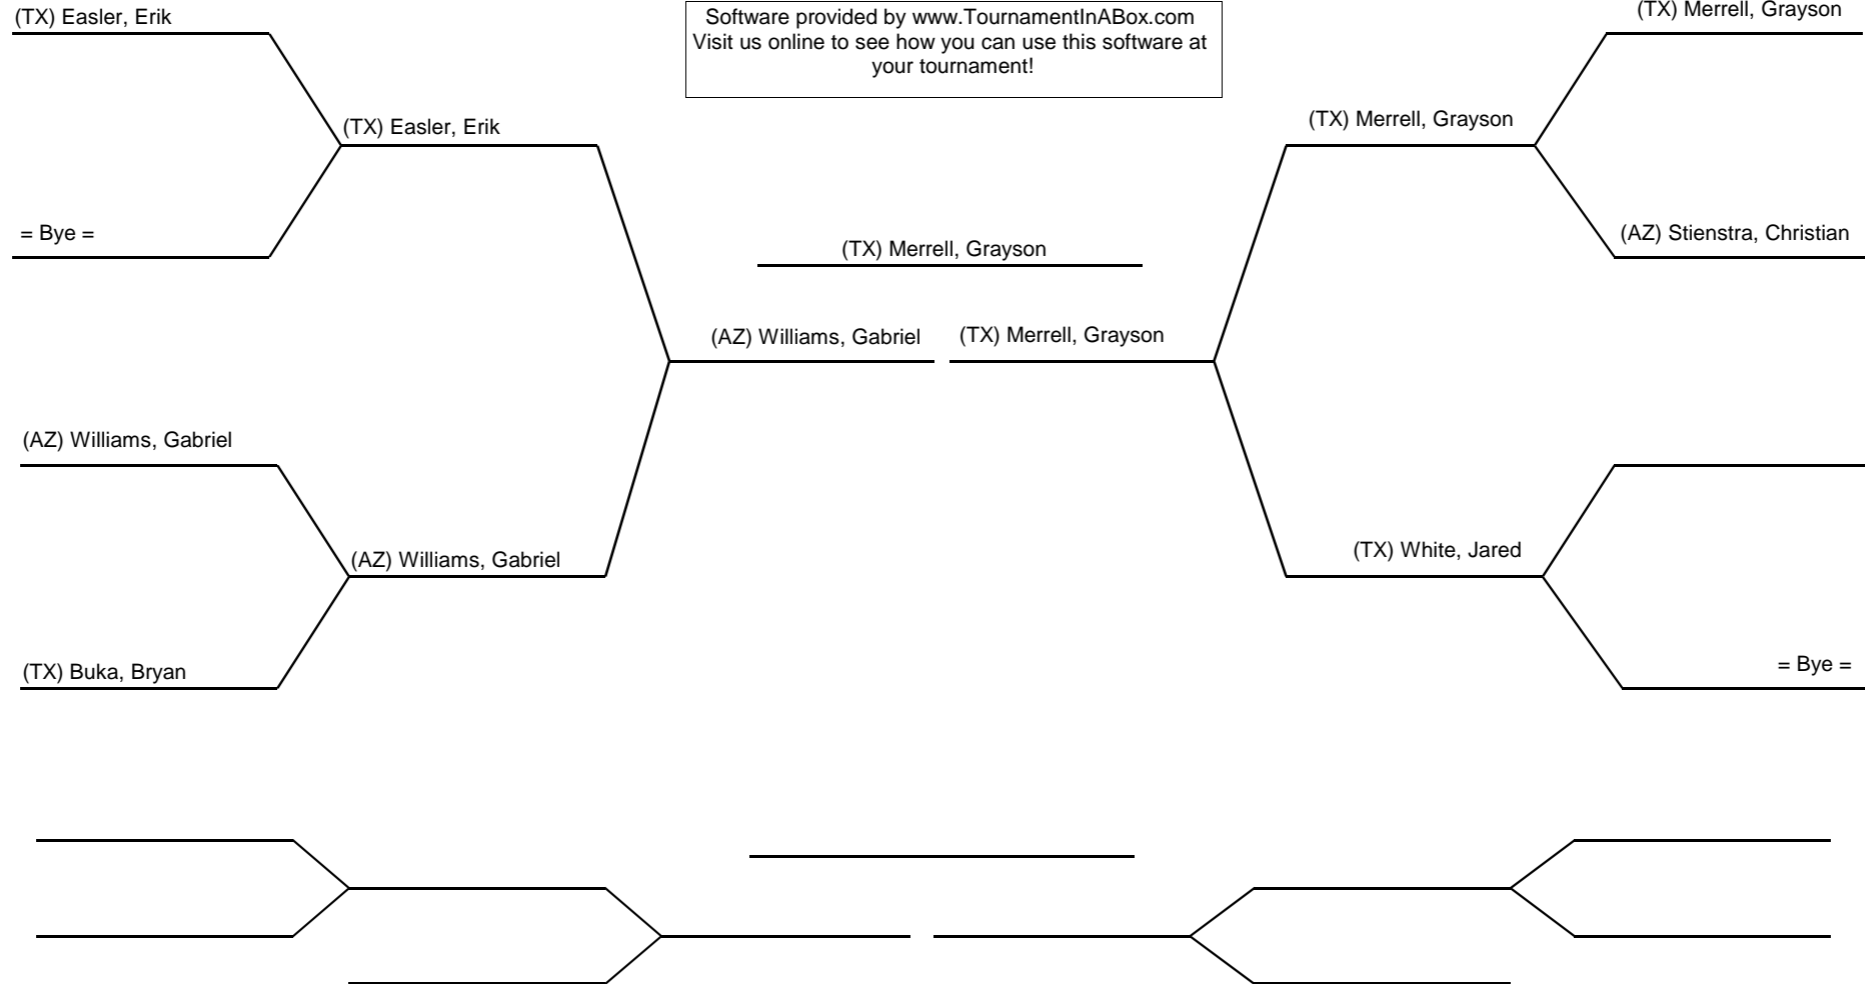 (TX) Easler, Erik
Software provided by www.TournamentInABox.com
Visit us online to see how you can use this software at
your tournament!
(TX) Merrell, Grayson
(TX) Easler, Erik
(TX) Merrell, Grayson
= Bye =
(TX) Merrell, Grayson
(AZ) Stienstra, Christian
(AZ) Williams, Gabriel
(TX) Merrell, Grayson
(AZ) Williams, Gabriel
(AZ) Williams, Gabriel
(TX) White, Jared
(TX) Buka, Bryan
= Bye =